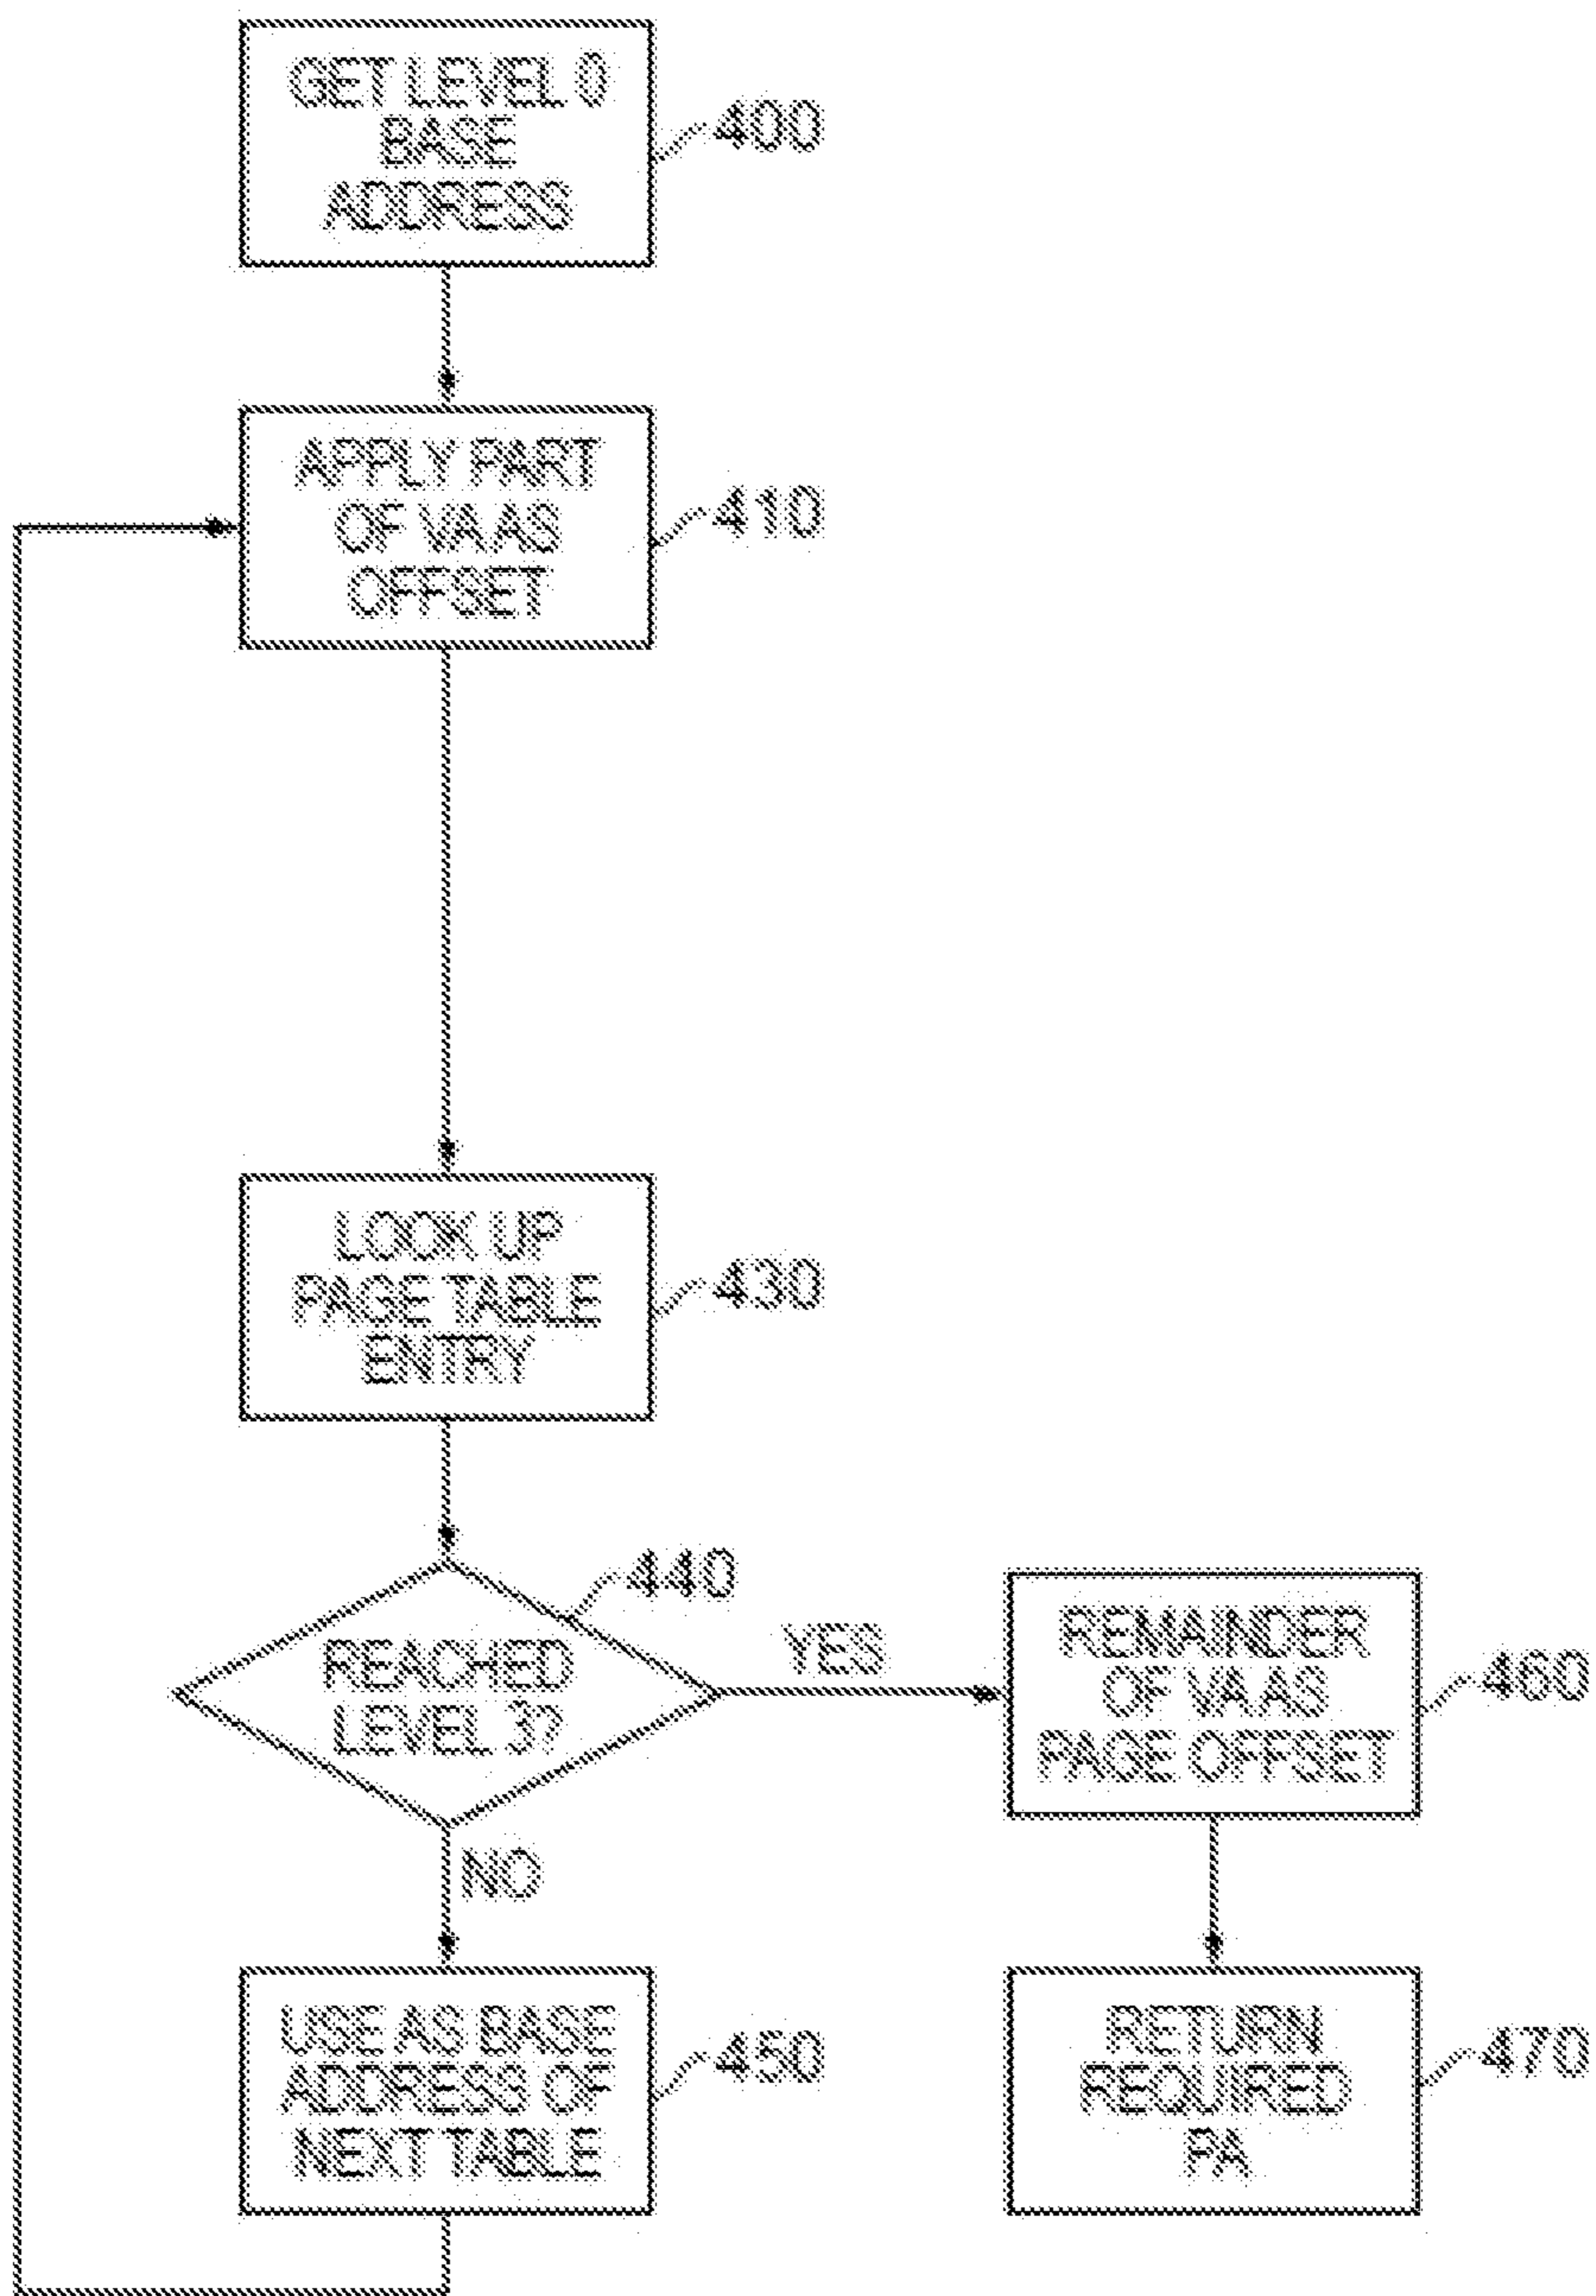 GET LEVEL 0
BASE
ADDRESS
400
APPLY PART
OF VA AS
OFFSET
410
LOOK UP
PAGE TABLE
ENTRY
430
440
REACHED
LEVEL 3?
YES
NO
REMAINDER
OF VA AS
PAGE OFFSET
460
USE AS BASE
ADDRESS OF
NEXT TABLE
450
RETURN
REQUIRED
PA
470